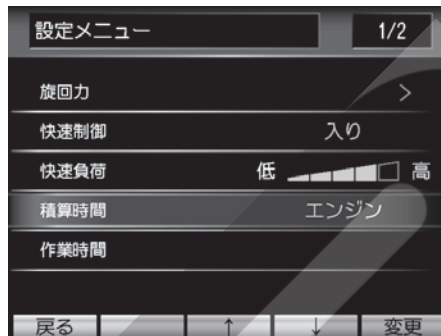 設定メニュー 1/2
旋回力 >
快速制御 入り
快速負荷 低 高
積算時間 エンジン
作業時間
戻る ↑ ↓ 変更